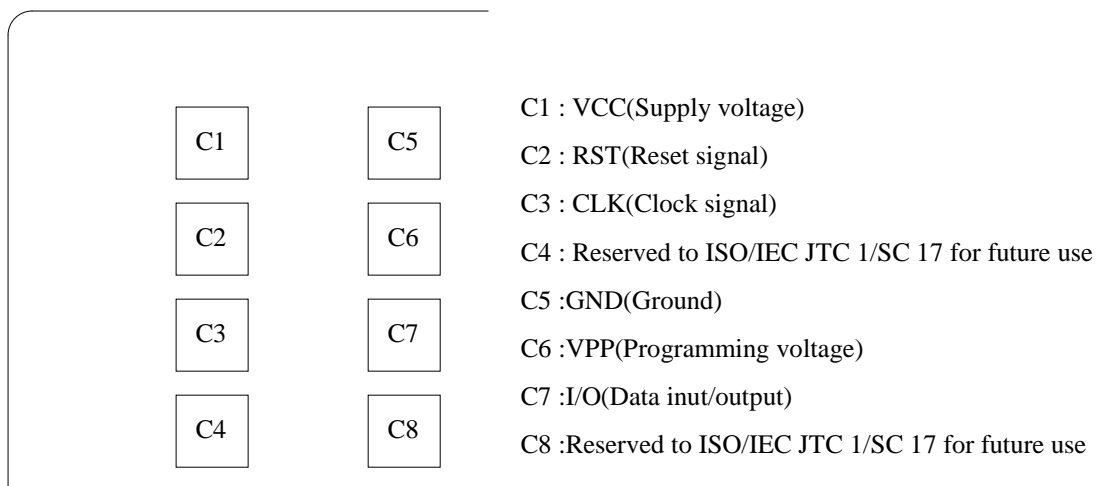 C1 C5
C2 C6
C3 C7
C4 C8
C1 : VCC(Supply voltage)
C2 : RST(Reset signal)
C3 : CLK(Clock signal)
C4 : Reserved to ISO/IEC JTC 1/SC 17 for future use
C5 :GND(Ground)
C6 :VPP(Programming voltage)
C7 :I/O(Data inut/output)
C8 :Reserved to ISO/IEC JTC 1/SC 17 for future use